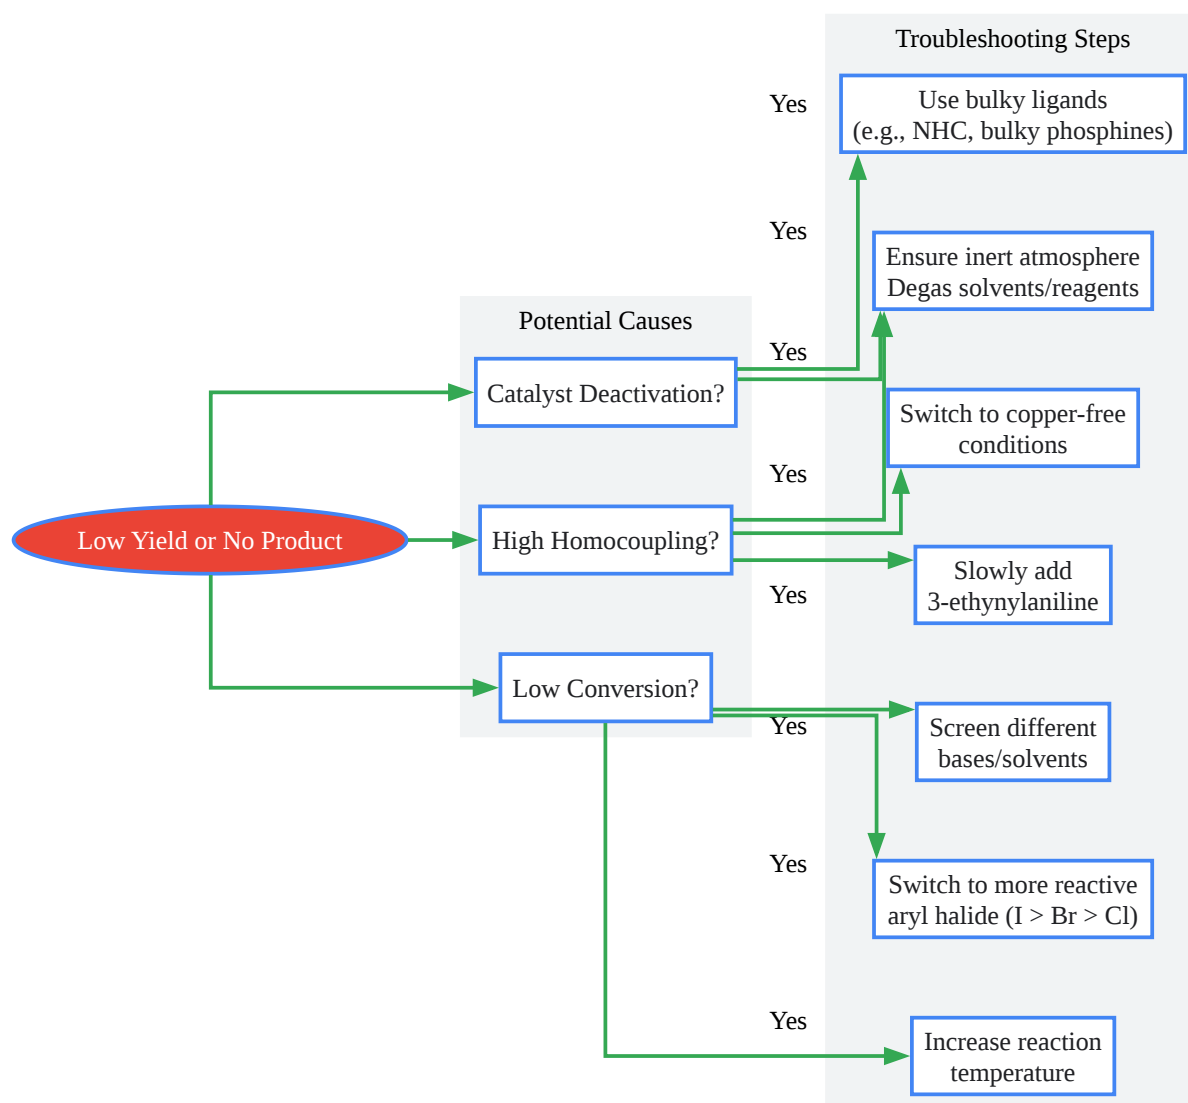 Troubleshooting Steps
Yes
Use bulky ligands
(e.g., NHC, bulky phosphines)
Yes
Ensure inert atmosphere
Degas solvents/reagents
Potential Causes
Yes
Catalyst Deactivation?
Switch to copper-free
conditions
Yes
Low Yield or No Product
High Homocoupling?
Slowly add
3-ethynylaniline
Yes
Low Conversion?
Yes
Screen different
bases/solvents
Yes
Switch to more reactive
aryl halide (I > Br > Cl)
Yes
Increase reaction
temperature